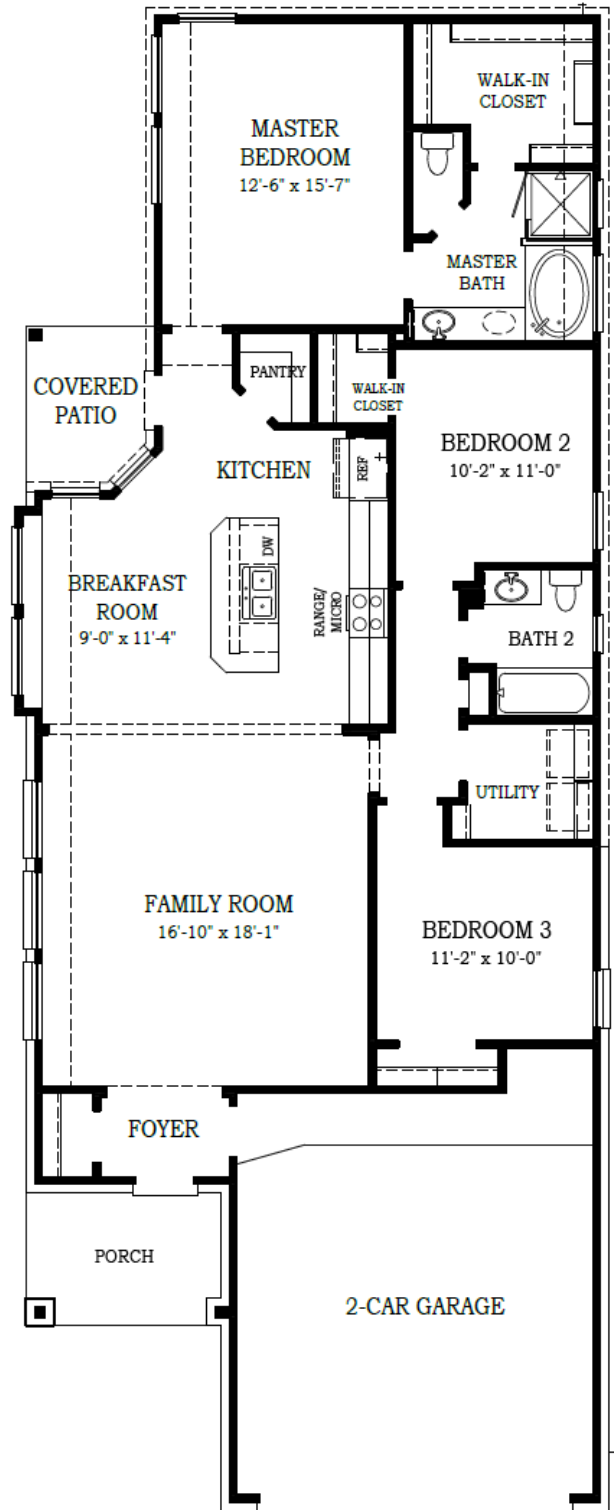 WALK-IN
CLOSET
MASTER
BEDROOM
12'-6" x 15'-7"
MASTER
BATH
COVERED
PATIO
PANTRY
WALK-IN
CLOSET
BEDROOM 2
10'-2" x 11'-0"
KITCHEN
REF
DW
BREAKFAST
ROOM
9'-0" x 11'-4"
RANGE/
MICRO
BATH 2
UTILITY
FAMILY ROOM
16'-10" x 18'-1"
BEDROOM 3
11'-2" x 10'-0"
FOYER
PORCH
2-CAR GARAGE